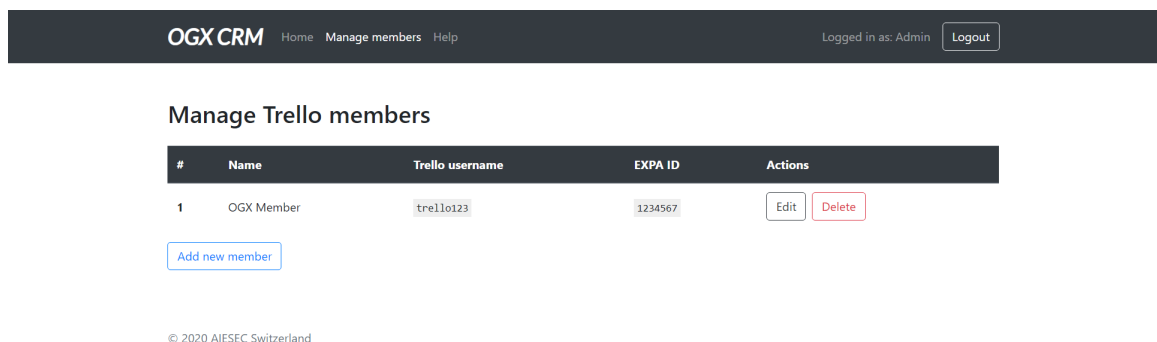 OGX CRM Home Manage members Help Logged in as: Admin Logout
Manage Trello members
# Name Trello username EXPA ID Actions
1 OGX Member trello123 1234567 Edit Delete
Add new member
© 2020 AIESEC Switzerland